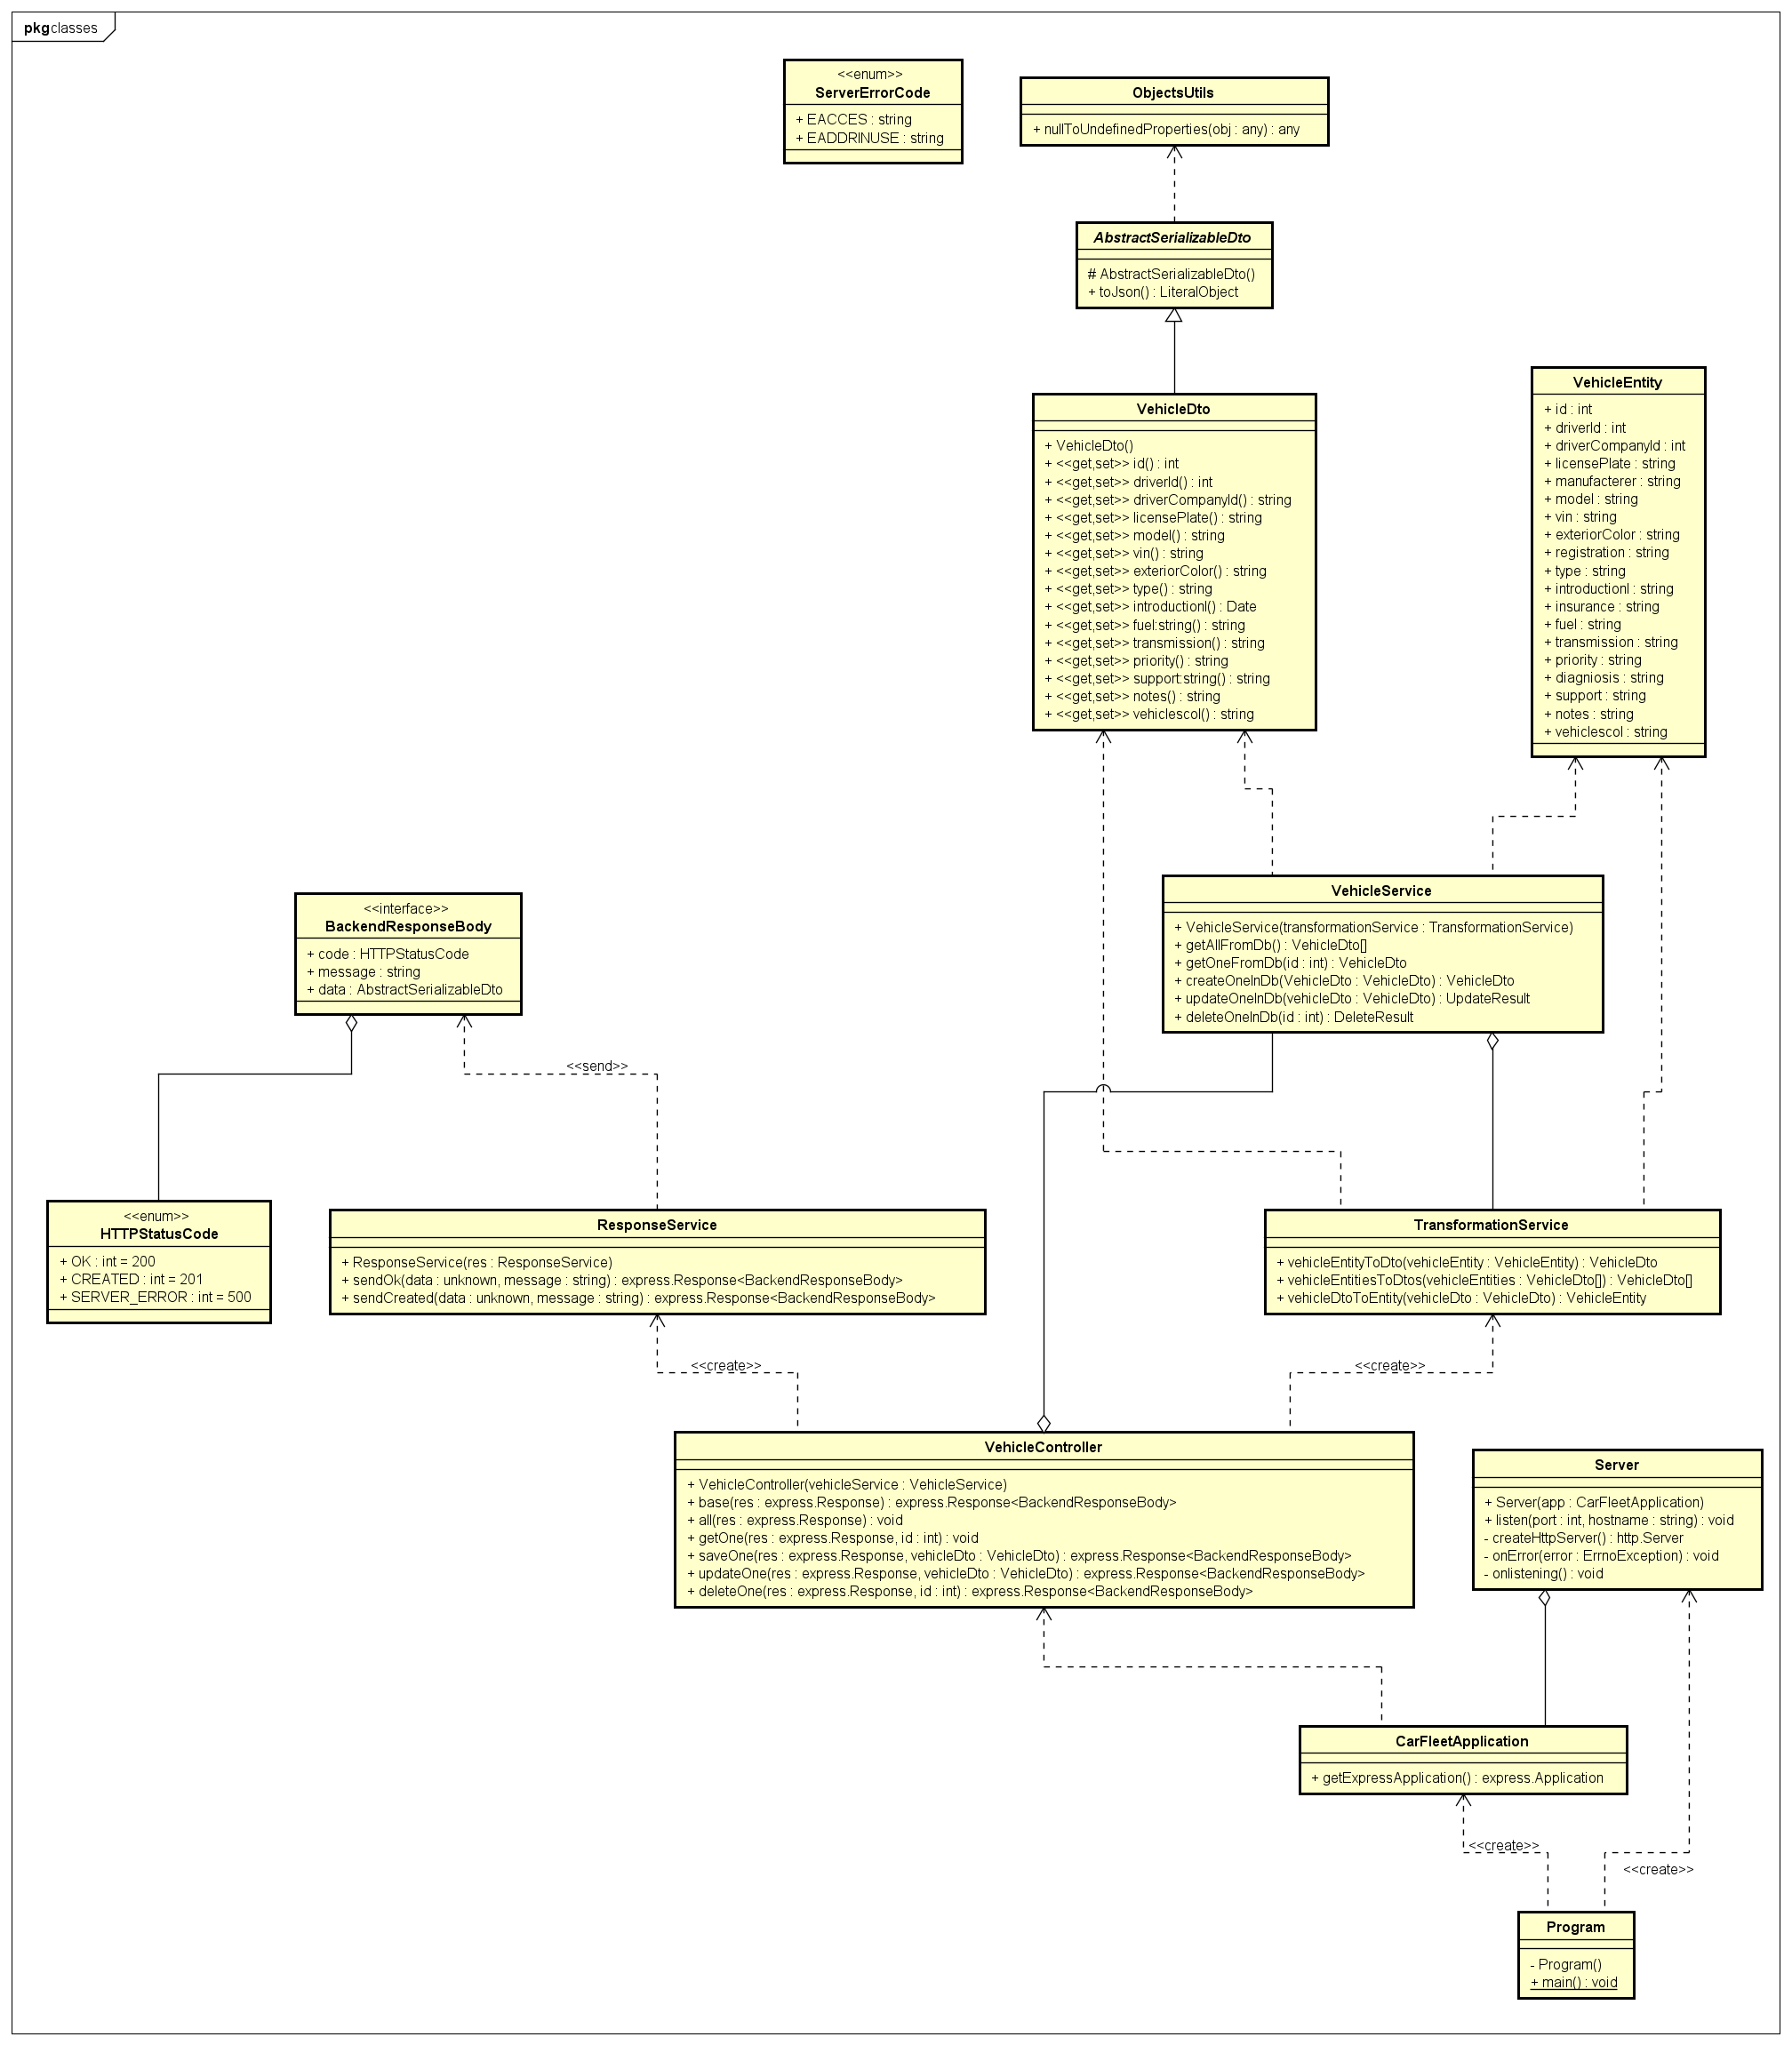 pkg classes
<<enum>>
ServerErrorCode
+ EACCES : string
+ EADDRINUSE : string
ObjectsUtils
+ nullToUndefinedProperties(obj : any) : any
AbstractSerializableDto
# AbstractSerializableDto()
+ toJson() : LiteralObject
VehicleDto
+ VehicleDto()
+ <<get,set>> id() : int
+ <<get,set>> driverId() : int
+ <<get,set>> driverCompanyId() : string
+ <<get,set>> licensePlate() : string
+ <<get,set>> model() : string
+ <<get,set>> vin() : string
+ <<get,set>> exteriorColor() : string
+ <<get,set>> type() : string
+ <<get,set>> introductionI() : Date
+ <<get,set>> fuel:string() : string
+ <<get,set>> transmission() : string
+ <<get,set>> priority() : string
+ <<get,set>> support:string() : string
+ <<get,set>> notes() : string
+ <<get,set>> vehiclescol() : string
VehicleEntity
+ id : int
+ driverId : int
+ driverCompanyId : int
+ licensePlate : string
+ manufacterer : string
+ model : string
+ vin : string
+ exteriorColor : string
+ registration : string
+ type : string
+ introductionI : string
+ insurance : string
+ fuel : string
+ transmission : string
+ priority : string
+ diagniosis : string
+ support : string
+ notes : string
+ vehiclescol : string
VehicleService
+ VehicleService(transformationService : TransformationService)
+ getAllFromDb() : VehicleDto[]
+ getOneFromDb(id : int) : VehicleDto
+ createOneInDb(VehicleDto : VehicleDto) : VehicleDto
+ updateOneInDb(vehicleDto : VehicleDto) : UpdateResult
+ deleteOneInDb(id : int) : DeleteResult
<<interface>>
BackendResponseBody
+ code : HTTPStatusCode
+ message : string
+ data : AbstractSerializableDto
<<send>>
<<enum>>
HTTPStatusCode
+ OK : int = 200
+ CREATED : int = 201
+ SERVER_ERROR : int = 500
ResponseService
+ ResponseService(res : ResponseService)
+ sendOk(data : unknown, message : string) : express.Response<BackendResponseBody>
+ sendCreated(data : unknown, message : string) : express.Response<BackendResponseBody>
TransformationService
+ vehicleEntityToDto(vehicleEntity : VehicleEntity) : VehicleDto
+ vehicleEntitiesToDtos(vehicleEntities : VehicleDto[]) : VehicleDto[]
+ vehicleDtoToEntity(vehicleDto : VehicleDto) : VehicleEntity
<<create>>
<<create>>
VehicleController
+ VehicleController(vehicleService : VehicleService)
+ base(res : express.Response) : express.Response<BackendResponseBody>
+ all(res : express.Response) : void
+ getOne(res : express.Response, id : int) : void
+ saveOne(res : express.Response, vehicleDto : VehicleDto) : express.Response<BackendResponseBody>
+ updateOne(res : express.Response, vehicleDto : VehicleDto) : express.Response<BackendResponseBody>
+ deleteOne(res : express.Response, id : int) : express.Response<BackendResponseBody>
Server
+ Server(app : CarFleetApplication)
+ listen(port : int, hostname : string) : void
- createHttpServer() : http.Server
- onError(error : ErrnoException) : void
- onlistening() : void
CarFleetApplication
+ getExpressApplication() : express.Application
<<create>>
<<create>>
Program
- Program()
+ main() : void